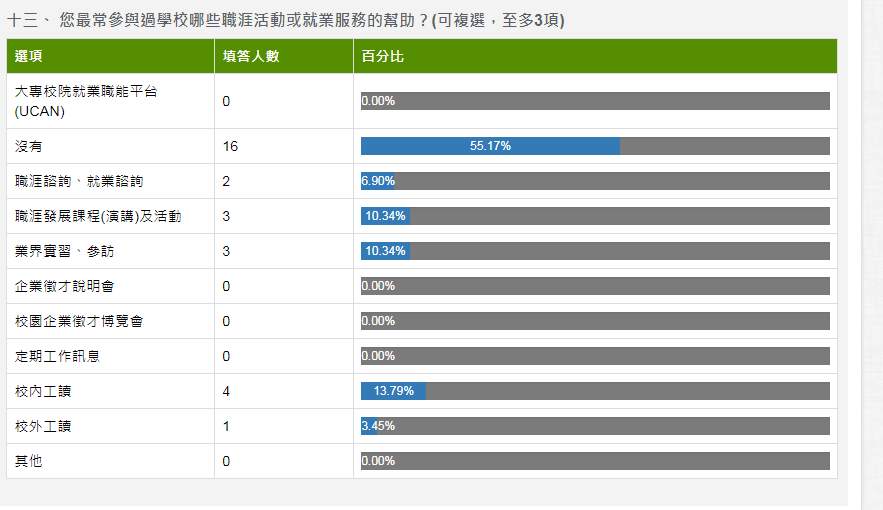 十三、 您最常參與過學校哪些職涯活動或就業服務的幫助？(可複選，至多3項)
選項 填答人數 百分比
大專校院就業職能平台
(UCAN) 0 0.00%
沒有 16 55.17%
職涯諮詢、就業諮詢 2 6.90%
職涯發展課程(演講)及活動 3 10.34%
業界實習、參訪 3 10.34%
企業徵才說明會 0 0.00%
校園企業徵才博覽會 0 0.00%
定期工作訊息 0 0.00%
校內工讀 4 13.79%
校外工讀 1 3.45%
其他 0 0.00%